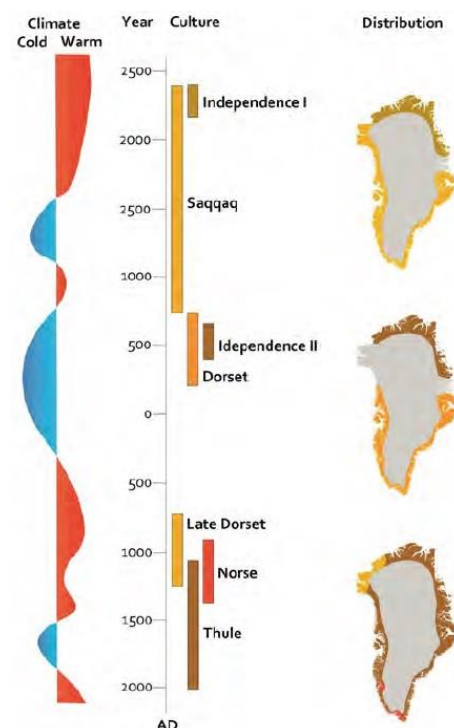 Climate
Cold Warm
Year
Culture
Distribution
2500
Independence I
2000
2500
Saqqaq
1000
500
Idependence II
Dorset
0
500
Late Dorset
1000
Norse
1500
Thule
2000
AD